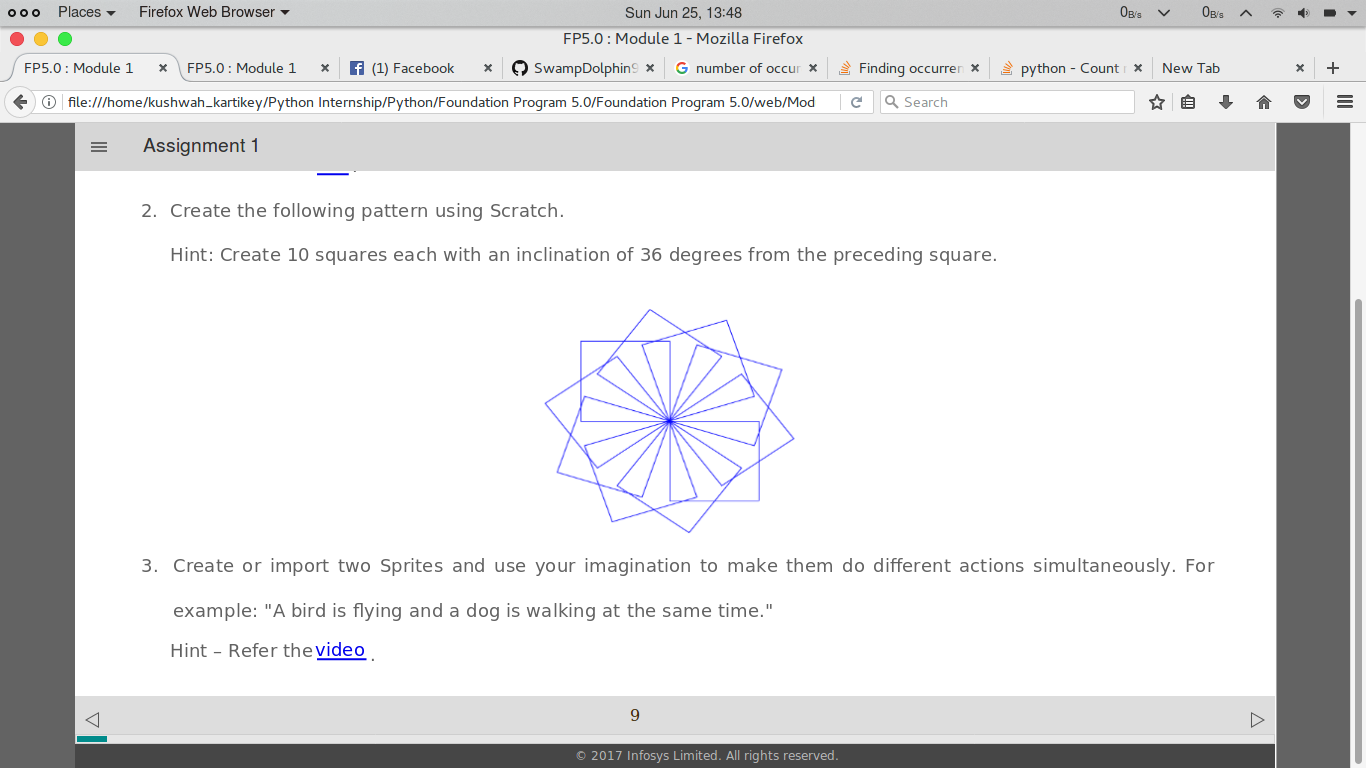 Places Firefox Web Browser Sun Jun 25, 13:48 0B/s 0B/s
FP5.0 : Module 1 - Mozilla Firefox
FP5.0 : Module 1 FP5.0 : Module 1 (1) Facebook SwampDolphin9 number of occur Finding occurren python - Count New Tab
file:///home/kushwah_kartikey/Python Internship/Python/Foundation Program 5.0/Foundation Program 5.0/web/Mod Search
Assignment 1
2. Create the following pattern using Scratch.
Hint: Create 10 squares each with an inclination of 36 degrees from the preceding square.
3. Create or import two Sprites and use your imagination to make them do different actions simultaneously. For
example: "A bird is flying and a dog is walking at the same time."
Hint – Refer the video .
9
© 2017 Infosys Limited. All rights reserved.